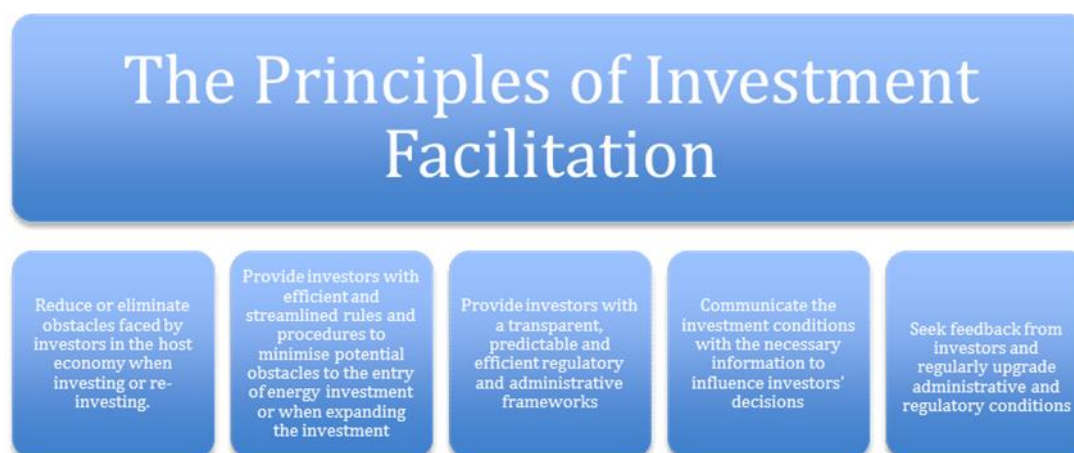 The Principles of Investment
Facilitation
Reduce or eliminate
obstacles faced by
investors in the host
economy when
investing or re-
investing.
Provide investors with
efficient and
streamlined rules and
procedures to
minimise potential
obstacles to the entry
of energy investment
or when expanding
the investment
Provide investors with
a transparent,
predictable and
efficient regulatory
and administrative
frameworks
Communicate the
investment conditions
with the necessary
information to
influence investors'
decisions
Seek feedback from
investors and
regularly upgrade
administrative and
regulatory conditions